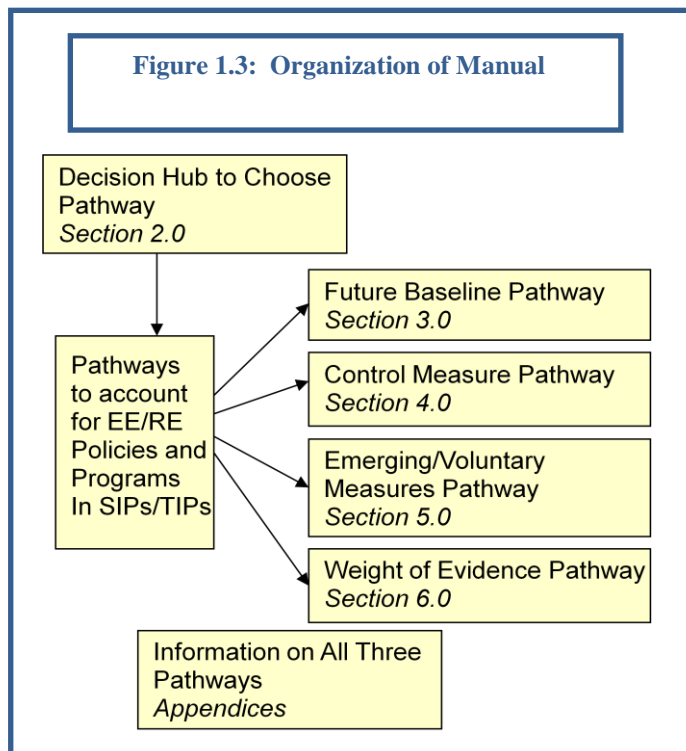 Figure 1.3:  Organization of Manual
Decision Hub to Choose
Pathway
Section 2.0
Pathways
to account
for EE/RE
Policies and
Programs
In SIPs/TIPs
Future Baseline Pathway
Section 3.0
Control Measure Pathway
Section 4.0
Emerging/Voluntary
Measures Pathway
Section 5.0
Weight of Evidence Pathway
Section 6.0
Information on All Three
Pathways
Appendices